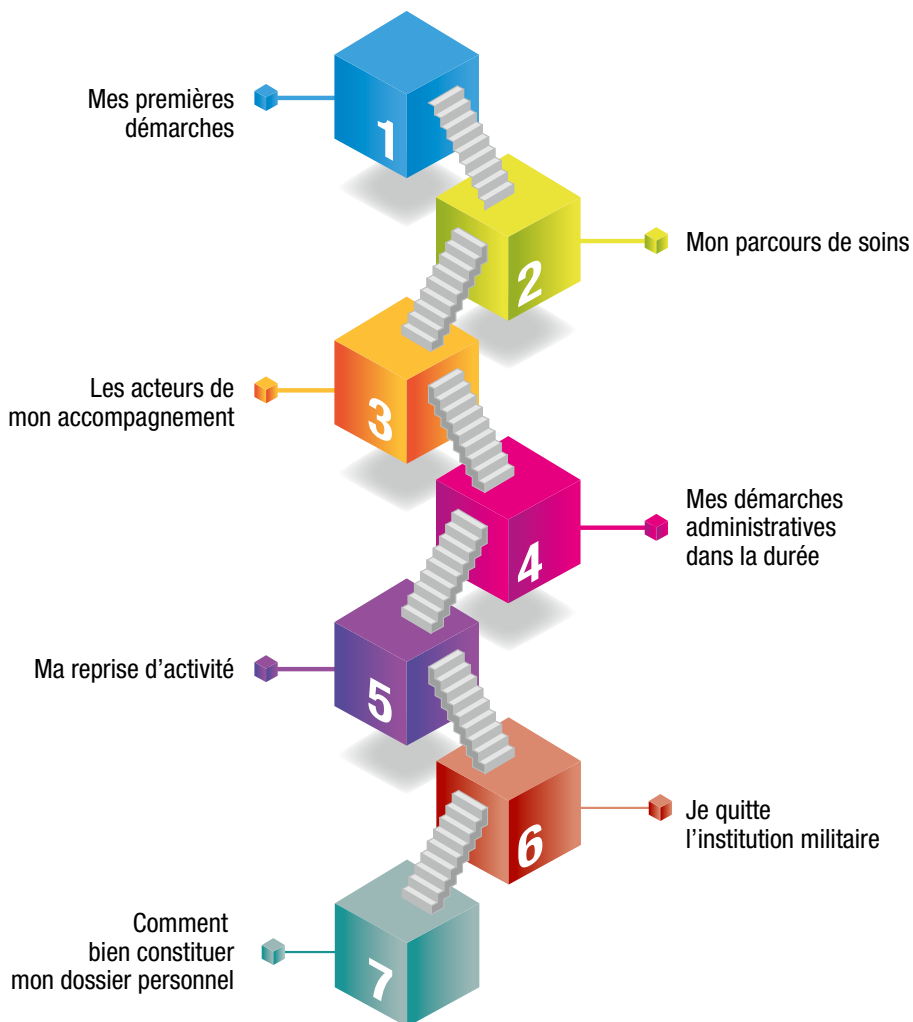 Mes premières
démarches
1
Mon parcours de soins
2
Les acteurs de
mon accompagnement
3
Mes démarches
administratives
dans la durée
4
Ma reprise d’activité
5
Je quitte
l’institution militaire
6
Comment
bien constituer
mon dossier personnel
7